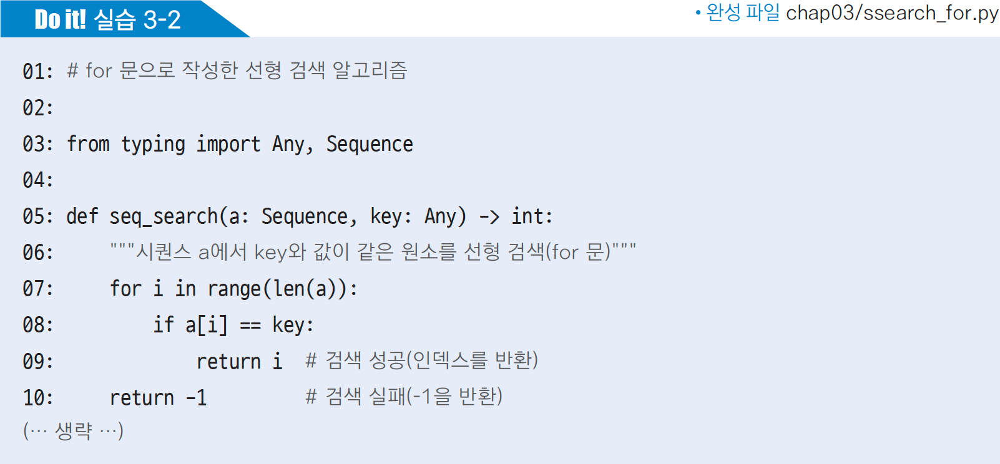 Do it! 실습 3-2
• 완성 파일 chap03/ssearch_for.py
01: # for 문으로 작성한 선형 검색 알고리즘
02:
03: from typing import Any, Sequence
04:
05: def seq_search(a: Sequence, key: Any) -> int:
06:     """시퀀스 a에서 key와 값이 같은 원소를 선형 검색(for 문)"""
07:     for i in range(len(a)):
08:         if a[i] == key:
09:             return i  # 검색 성공(인덱스를 반환)
10:     return -1         # 검색 실패(-1을 반환)
(… 생략 …)